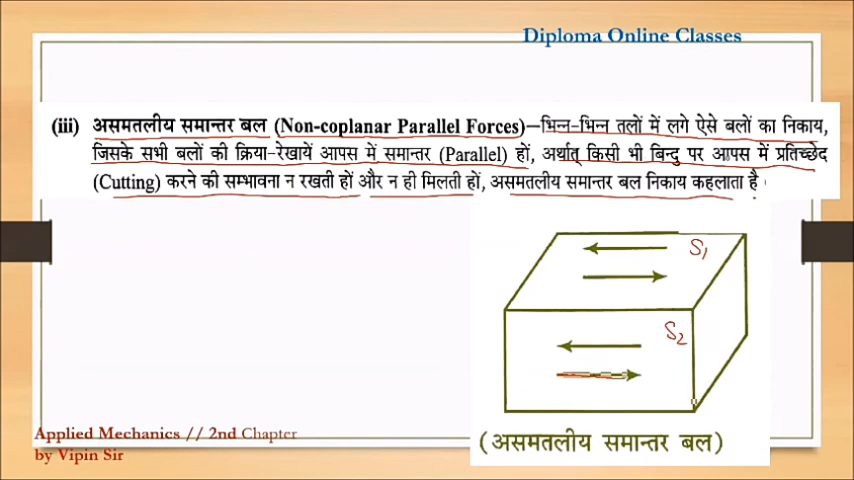 Diploma Online Classes
(iii) असमतलीय समान्तर बल (Non-coplanar Parallel Forces)—भिन्न-भिन्न तलों में लगे ऐसे बलों का निकाय,
जिसके सभी बलों की क्रिया-रेखायें आपस में समान्तर (Parallel) हों, अर्थात् किसी भी बिन्दु पर आपस में प्रतिच्छेद
(Cutting) करने की सम्भावना न रखती हों और न ही मिलती हों, असमतलीय समान्तर बल निकाय कहलाता है।
S1
S2
(असमतलीय समान्तर बल)
Applied Mechanics // 2nd Chapter
by Vipin Sir